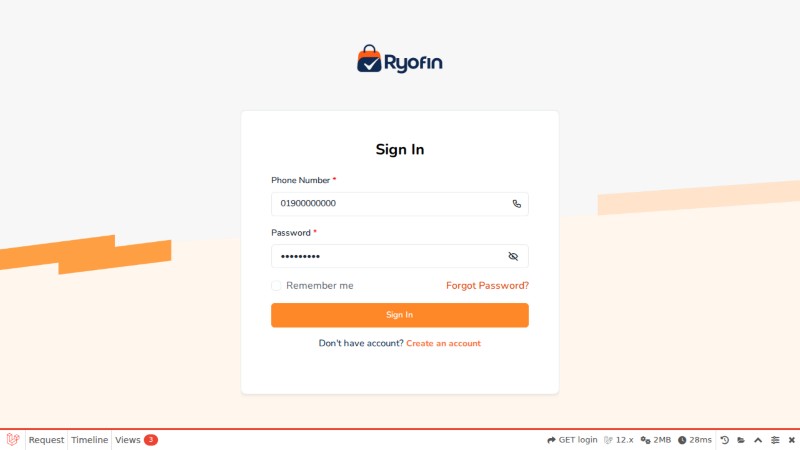 Ryofin
Sign In
Phone Number *
01900000000
Password *
•••••••••
Remember me
Forgot Password?
Sign In
Don't have account? Create an account
Request Timeline Views 3 GET login 12.x 2MB 28ms